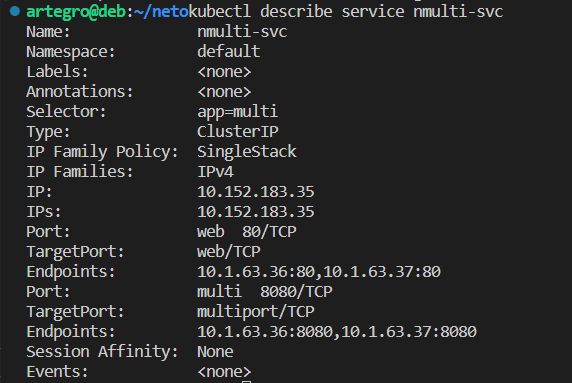 artegro@deb:~/netokubectl describe service nmulti-svc
Name:              nmulti-svc
Namespace:         default
Labels:            <none>
Annotations:       <none>
Selector:          app=multi
Type:              ClusterIP
IP Family Policy:  SingleStack
IP Families:       IPv4
IP:                10.152.183.35
IPs:               10.152.183.35
Port:              web  80/TCP
TargetPort:        web/TCP
Endpoints:         10.1.63.36:80,10.1.63.37:80
Port:              multi  8080/TCP
TargetPort:        multiport/TCP
Endpoints:         10.1.63.36:8080,10.1.63.37:8080
Session Affinity:  None
Events:            <none>